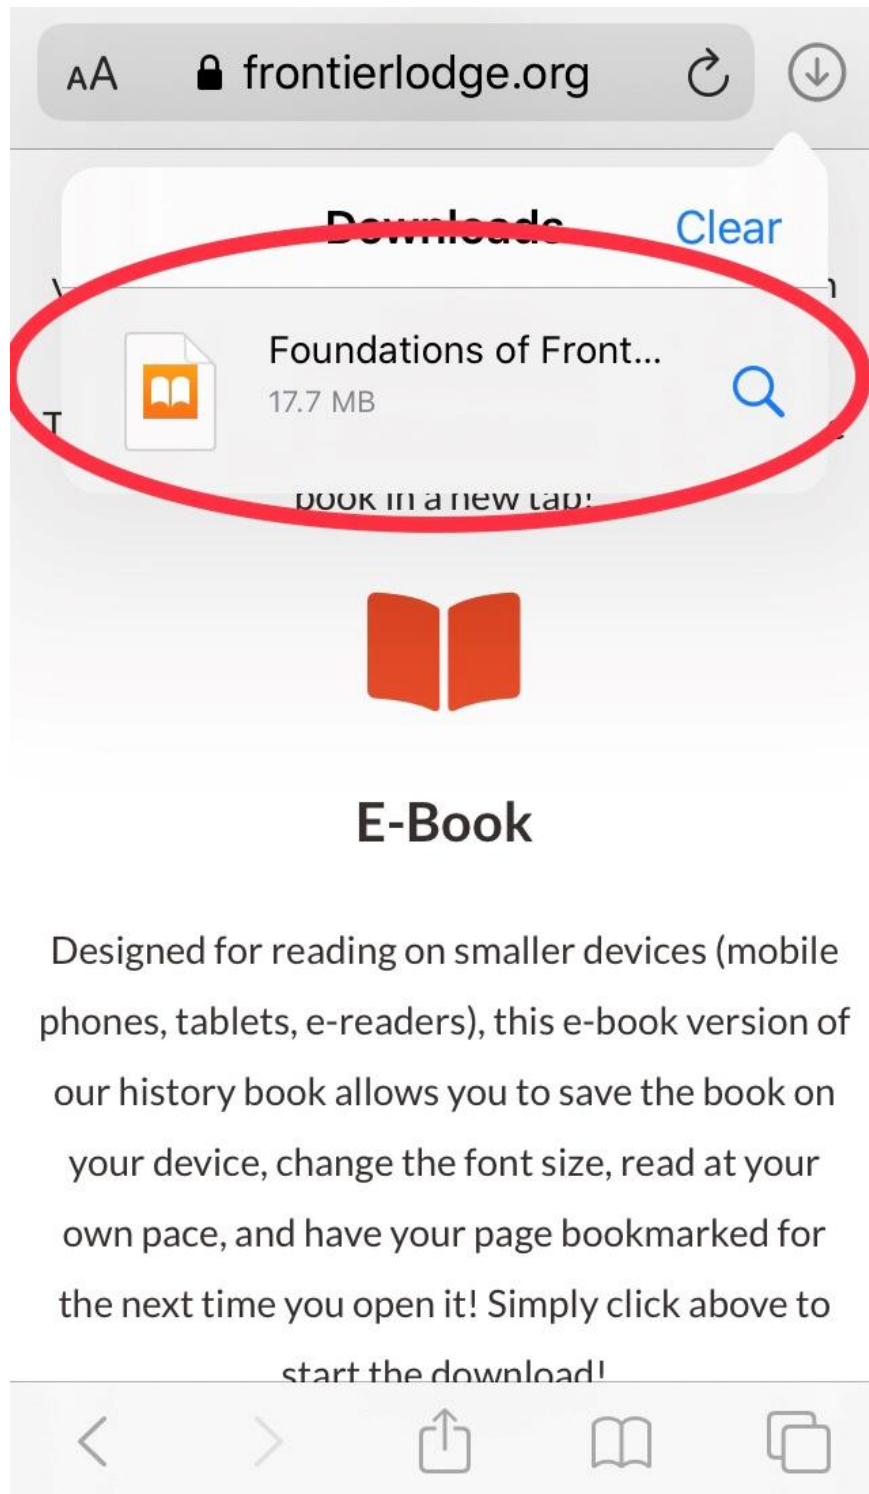 AA frontierlodge.org
Downloads Clear
Foundations of Front...
17.7 MB
T
book in a new tap!
E-Book
Designed for reading on smaller devices (mobile
phones, tablets, e-readers), this e-book version of
our history book allows you to save the book on
your device, change the font size, read at your
own pace, and have your page bookmarked for
the next time you open it! Simply click above to
start the download!